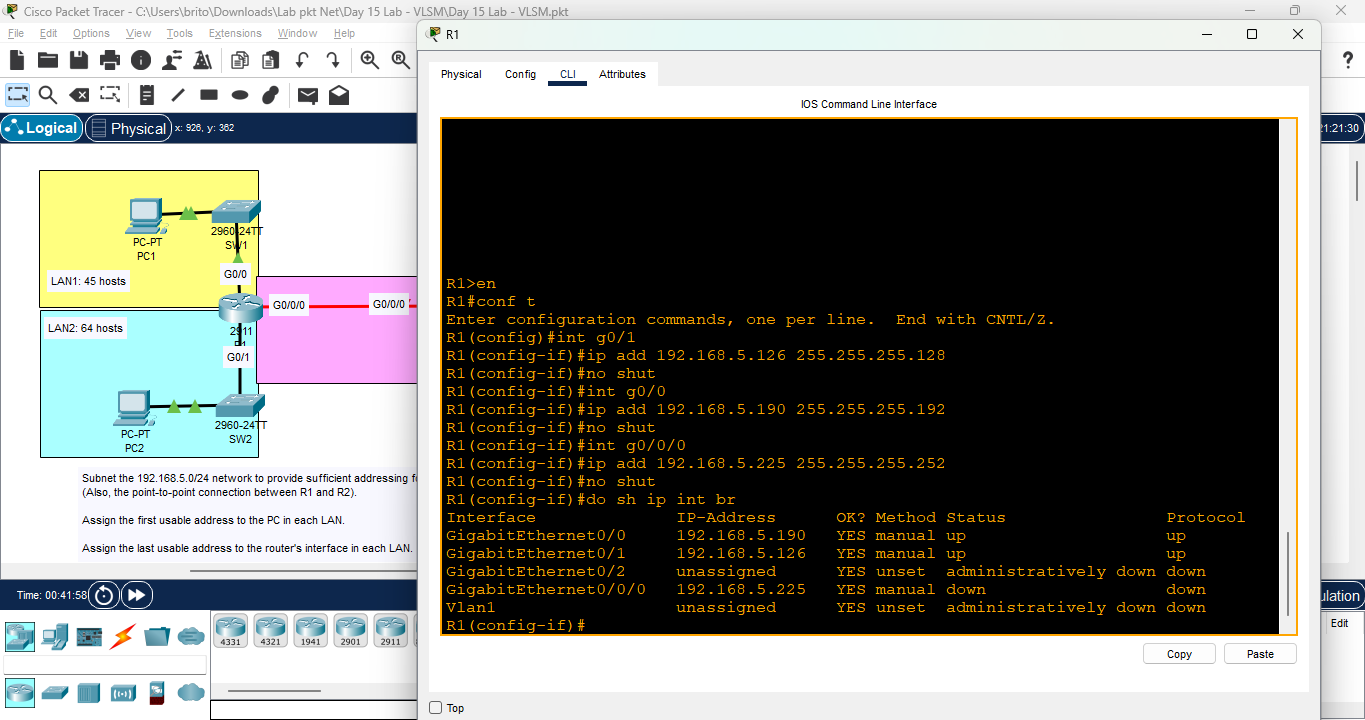 Cisco Packet Tracer - C:\Users\brito\Downloads\Lab pkt Net\Day 15 Lab - VLSM\Day 15 Lab - VLSM.pkt
File Edit Options View Tools Extensions Window Help
Logical Physical x: 926, y: 362
1:21:30
PC-PT
PC1
2960-24TT
SW1
G0/0
LAN1: 45 hosts
G0/0/0
G0/0/0
LAN2: 64 hosts
2911
R1
G0/1
PC-PT
PC2
2960-24TT
SW2
Subnet the 192.168.5.0/24 network to provide sufficient addressing f
(Also, the point-to-point connection between R1 and R2).
Assign the first usable address to the PC in each LAN.
Assign the last usable address to the router's interface in each LAN.
Time: 00:41:58
4331 4321 1941 2901 2911
ulation
Edit
R1
Physical Config CLI Attributes
IOS Command Line Interface
R1>en
R1#conf t
Enter configuration commands, one per line.  End with CNTL/Z.
R1(config)#int g0/1
R1(config-if)#ip add 192.168.5.126 255.255.255.128
R1(config-if)#no shut
R1(config-if)#int g0/0
R1(config-if)#ip add 192.168.5.190 255.255.255.192
R1(config-if)#no shut
R1(config-if)#int g0/0/0
R1(config-if)#ip add 192.168.5.225 255.255.255.252
R1(config-if)#no shut
R1(config-if)#do sh ip int br
Interface IP-Address OK? Method Status Protocol
GigabitEthernet0/0 192.168.5.190 YES manual up up
GigabitEthernet0/1 192.168.5.126 YES manual up up
GigabitEthernet0/2 unassigned YES unset administratively down down
GigabitEthernet0/0/0 192.168.5.225 YES manual down down
Vlan1 unassigned YES unset administratively down down
R1(config-if)#
Copy Paste
Top